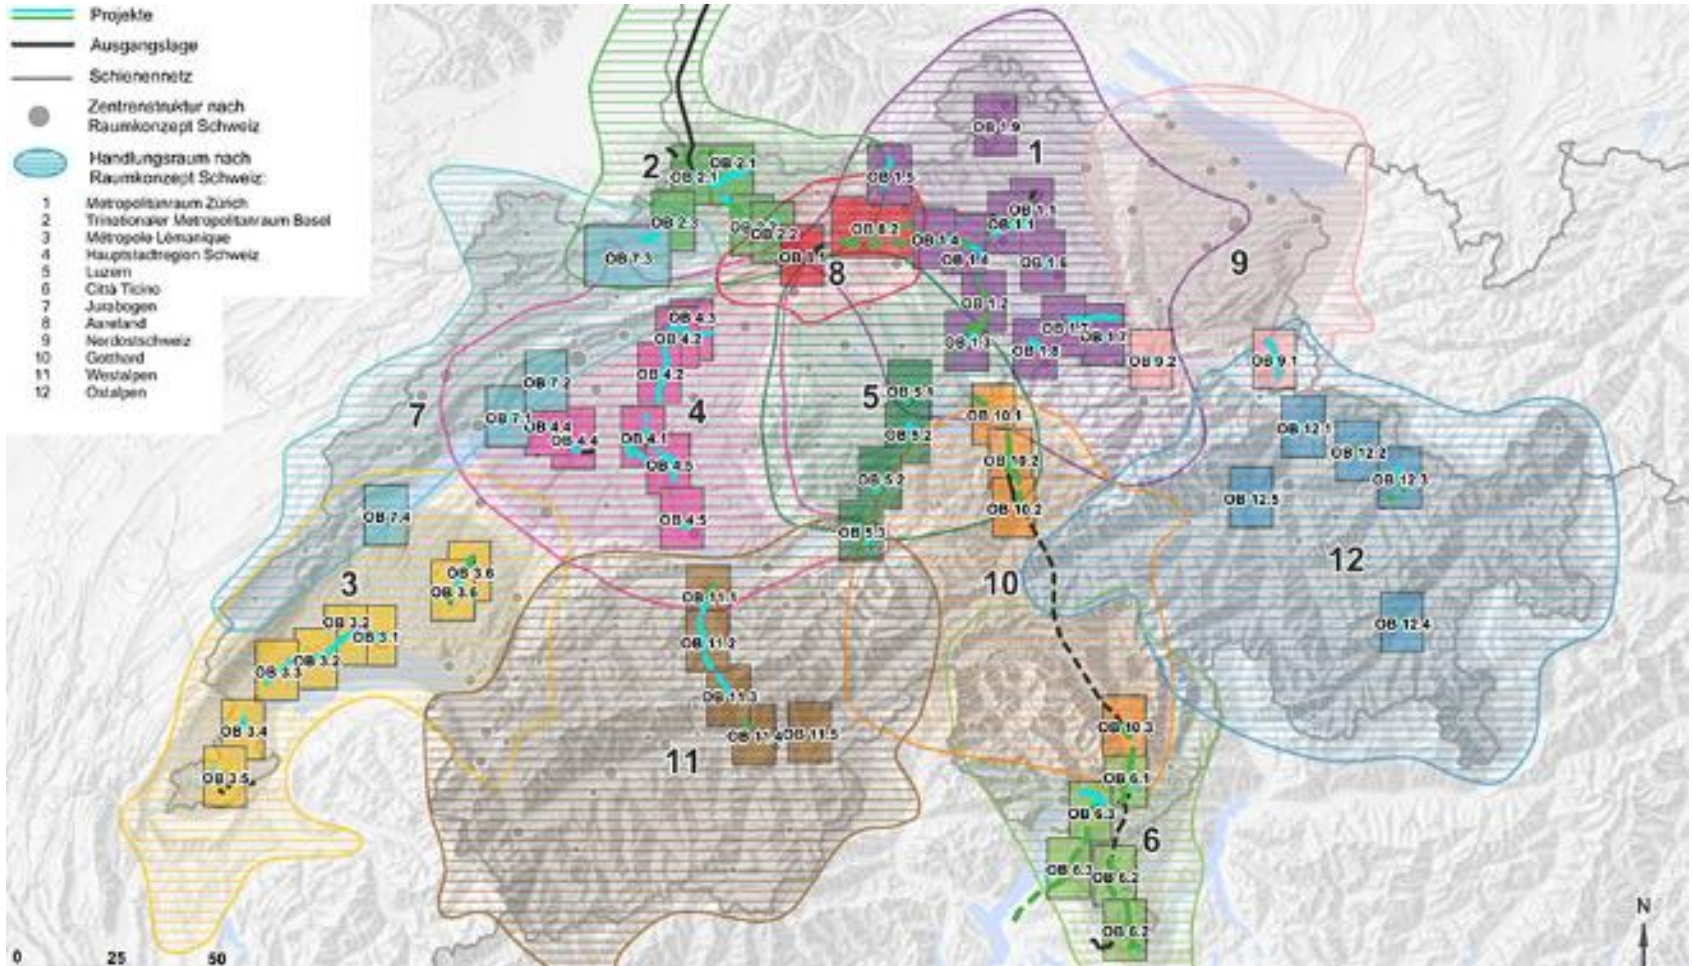 Projekte
Ausgangslage
Schienennetz
Zentrenstruktur nach
Raumkonzept Schweiz
Handlungsraum nach
Raumkonzept Schweiz:
1 Metropolitanraum Zürich
2 Trinationaler Metropolitanraum Basel
3 Métropole Lémanique
4 Hauptstadtregion Schweiz
5 Luzern
6 Città Ticino
7 Jurabogen
8 Aareland
9 Nordostschweiz
10 Gotthard
11 Westalpen
12 Ostalpen
OB 1.9
1
2
OB 2.1
OB 2.1
OB 1.5
OB 1.1
OB 1.1
OB 2.3
OB 2.2
OB 8.2
OB 1.4
OB 1.4
OB 7.3
OB 8.1
8
OB 1.6
9
OB 1.2
OB 4.3
OB 4.2
OB 1.7
OB 1.7
OB 1.3
OB 1.8
OB 9.2
OB 9.1
OB 4.2
OB 7.2
OB 5.1
5
7
4
OB 7.1
OB 4.4
OB 4.4
OB 4.1
OB 10.1
OB 5.2
OB 12.1
OB 12.2
OB 4.5
OB 10.2
OB 5.2
OB 12.3
OB 12.5
OB 10.2
OB 7.4
OB 4.5
OB 5.3
12
OB 3.6
OB 3.6
3
10
OB 11.1
OB 3.2
OB 3.1
OB 12.4
OB 11.2
OB 3.2
OB 3.3
OB 11.3
OB 3.4
OB 11.4
OB 11.5
OB 10.3
11
OB 3.5
OB 6.1
OB 6.3
6
OB 6.3
OB 6.2
OB 6.2
N
0 25 50